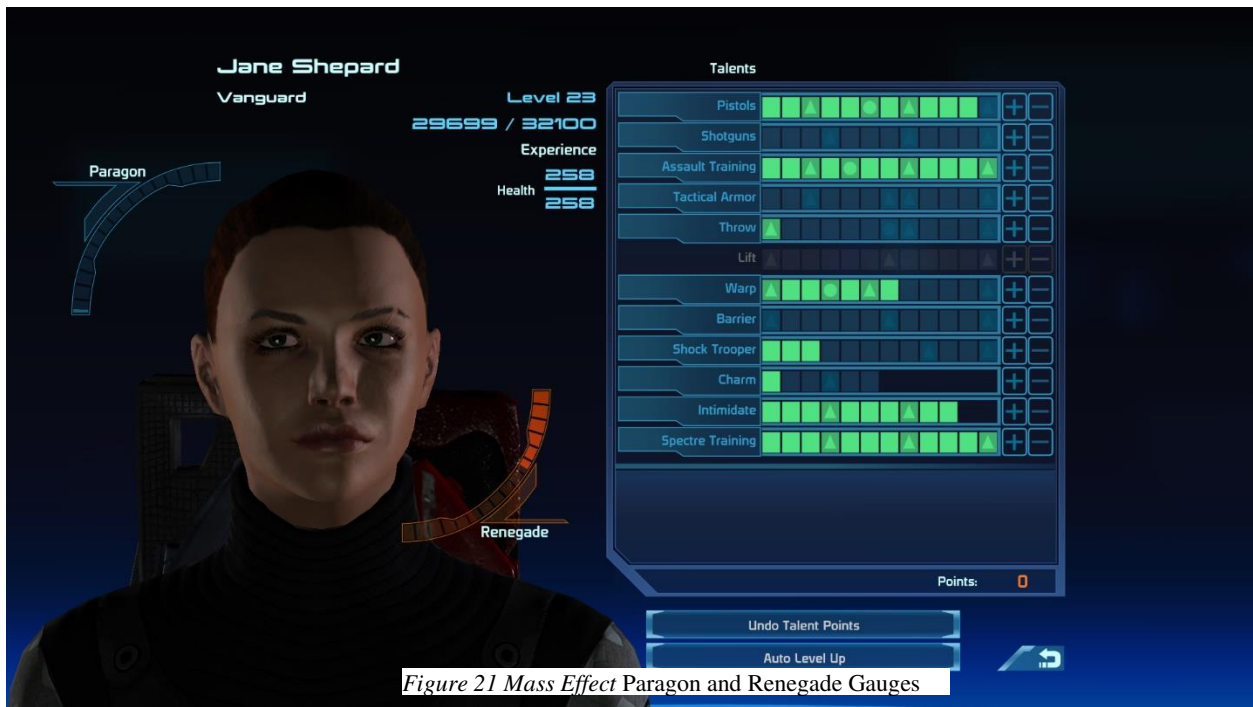 Jane Shepard
Vanguard
Level 23
29699 / 32100
Experience
258
Health
258
Paragon
Renegade
Talents
Pistols
Shotguns
Assault Training
Tactical Armor
Throw
Lift
Warp
Barrier
Shock Trooper
Charm
Intimidate
Spectre Training
Points: 0
Undo Talent Points
Auto Level Up
Figure 21 Mass Effect Paragon and Renegade Gauges